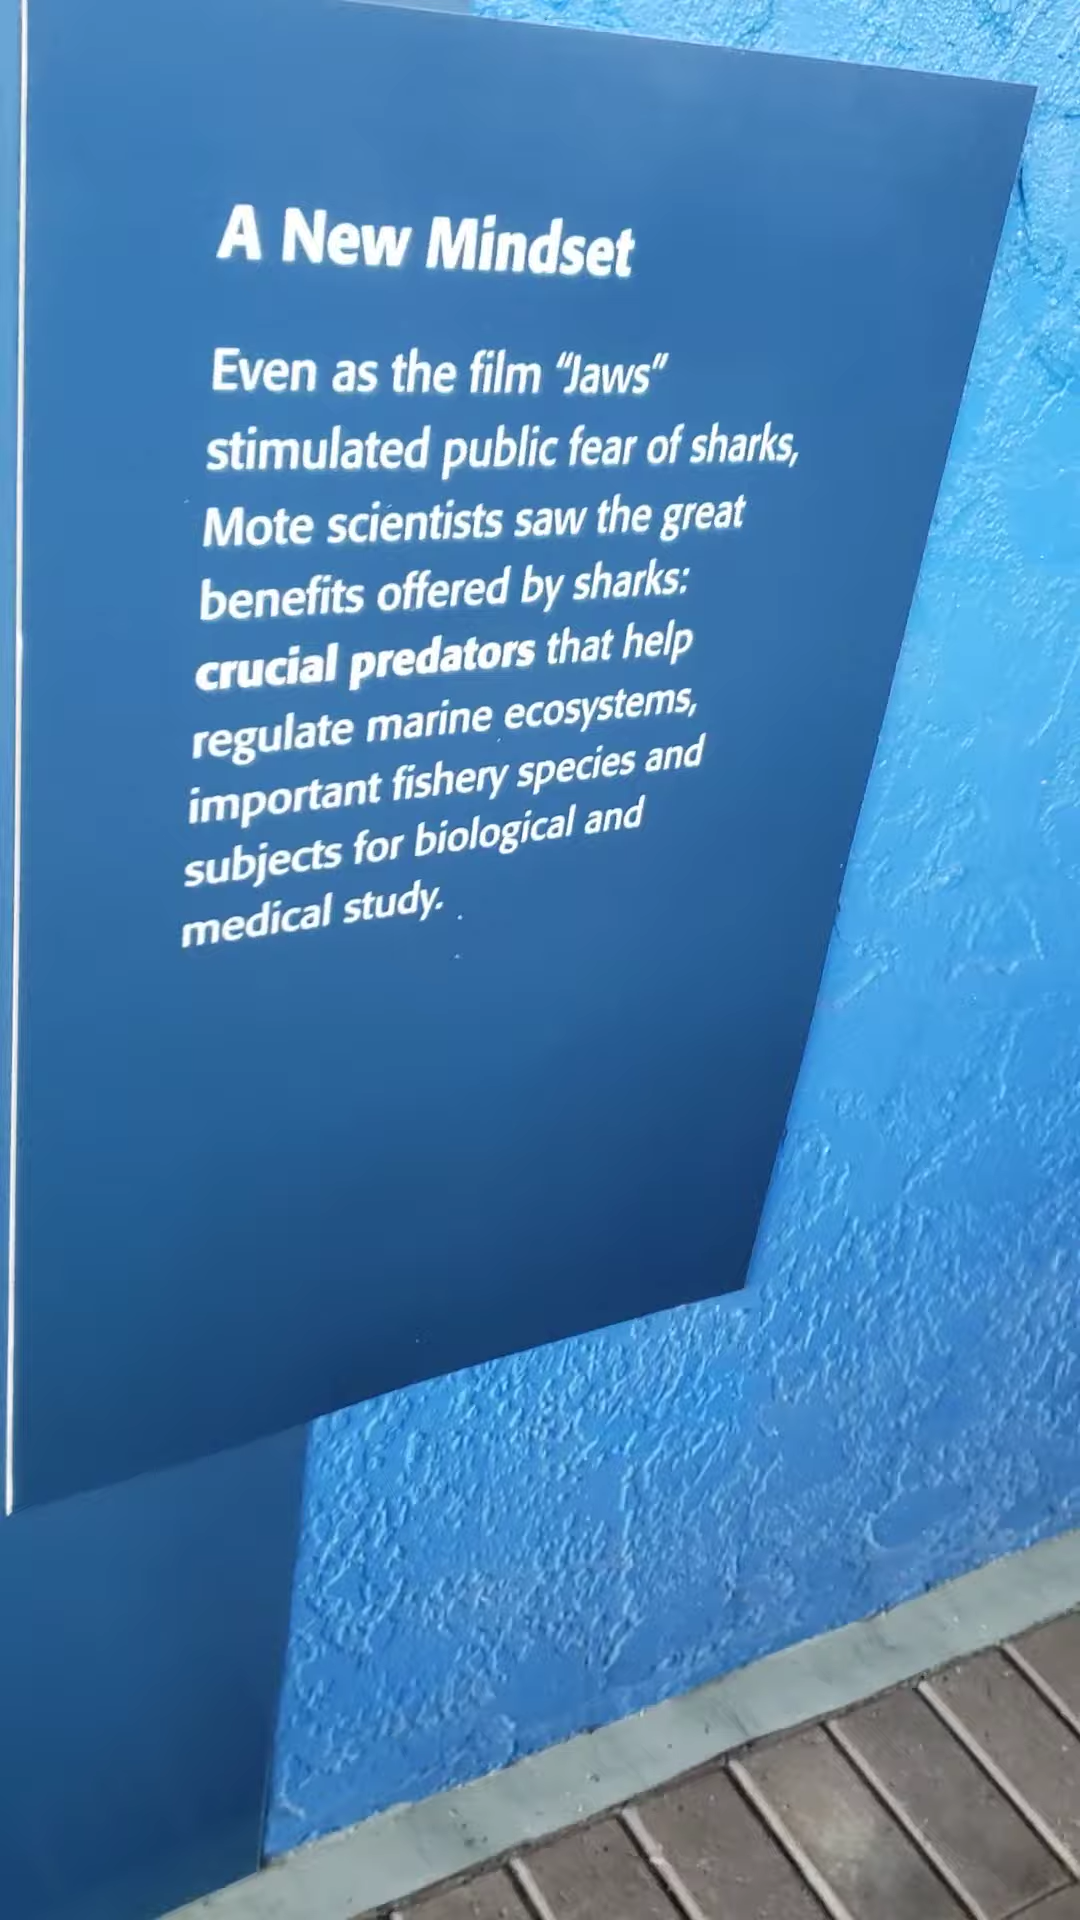 A New Mindset
Even as the film “Jaws”
stimulated public fear of sharks,
Mote scientists saw the great
benefits offered by sharks:
crucial predators that help
regulate marine ecosystems,
important fishery species and
subjects for biological and
medical study.